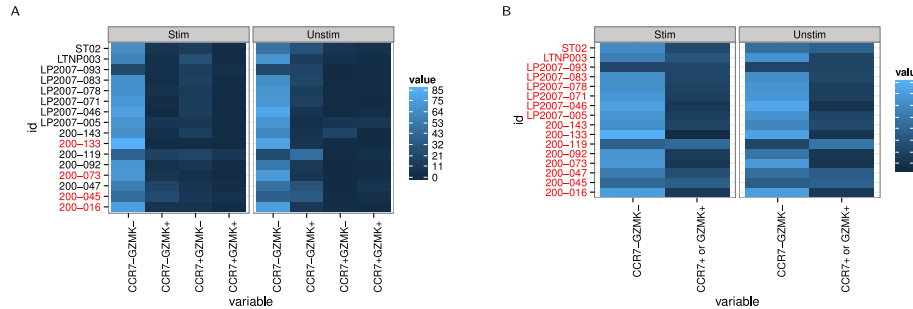 A
Stim
Unstim
ST02
LTNP003
LP2007−093
LP2007−083
LP2007−078
LP2007−071
LP2007−046
LP2007−005
200−143
200−133
200−119
200−092
200−073
200−047
200−045
200−016
id
CCR7−GZMK−
CCR7−GZMK+
CCR7+GZMK−
CCR7+GZMK+
CCR7−GZMK−
CCR7−GZMK+
CCR7+GZMK−
CCR7+GZMK+
variable
value
85
75
64
53
43
32
21
11
0
B
Stim
Unstim
ST02
LTNP003
LP2007−093
LP2007−083
LP2007−078
LP2007−071
LP2007−046
LP2007−005
200−143
200−133
200−119
200−092
200−073
200−047
200−045
200−016
id
CCR7−GZMK−
CCR7+ or GZMK+
CCR7−GZMK−
CCR7+ or GZMK+
variable
value